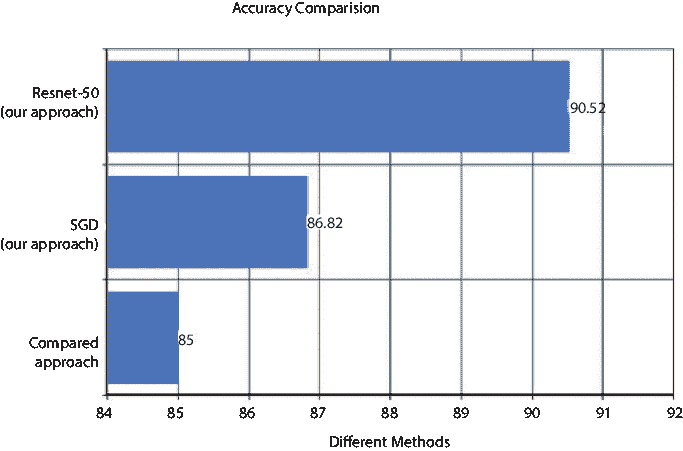 Accuracy Comparision
Resnet-50
(our approach)
90.52
SGD
(our approach)
86.82
Compared
approach
85
84 85 86 87 88 89 90 91 92
Different Methods